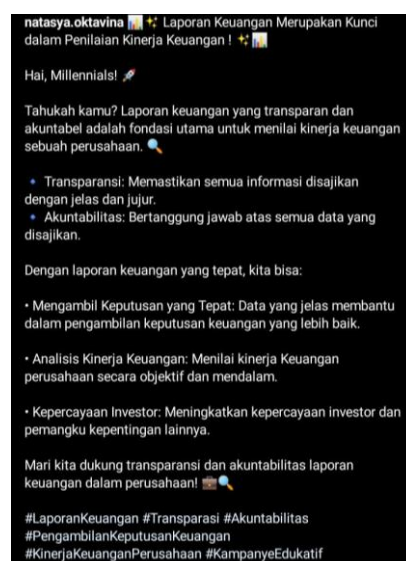 natasya.oktavina 📊✨ Laporan Keuangan Merupakan Kunci
dalam Penilaian Kinerja Keuangan ! ✨📊
Hai, Millennials! 🚀
Tahukah kamu? Laporan keuangan yang transparan dan
akuntabel adalah fondasi utama untuk menilai kinerja keuangan
sebuah perusahaan. 🔍
🔹 Transparansi: Memastikan semua informasi disajikan
dengan jelas dan jujur.
🔹 Akuntabilitas: Bertanggung jawab atas semua data yang
disajikan.
Dengan laporan keuangan yang tepat, kita bisa:
• Mengambil Keputusan yang Tepat: Data yang jelas membantu
dalam pengambilan keputusan keuangan yang lebih baik.
• Analisis Kinerja Keuangan: Menilai kinerja Keuangan
perusahaan secara objektif dan mendalam.
• Kepercayaan Investor: Meningkatkan kepercayaan investor dan
pemangku kepentingan lainnya.
Mari kita dukung transparansi dan akuntabilitas laporan
keuangan dalam perusahaan! 💼🔍
#LaporanKeuangan #Transparasi #Akuntabilitas
#PengambilanKeputusanKeuangan
#KinerjaKeuanganPerusahaan #KampanyeEdukatif